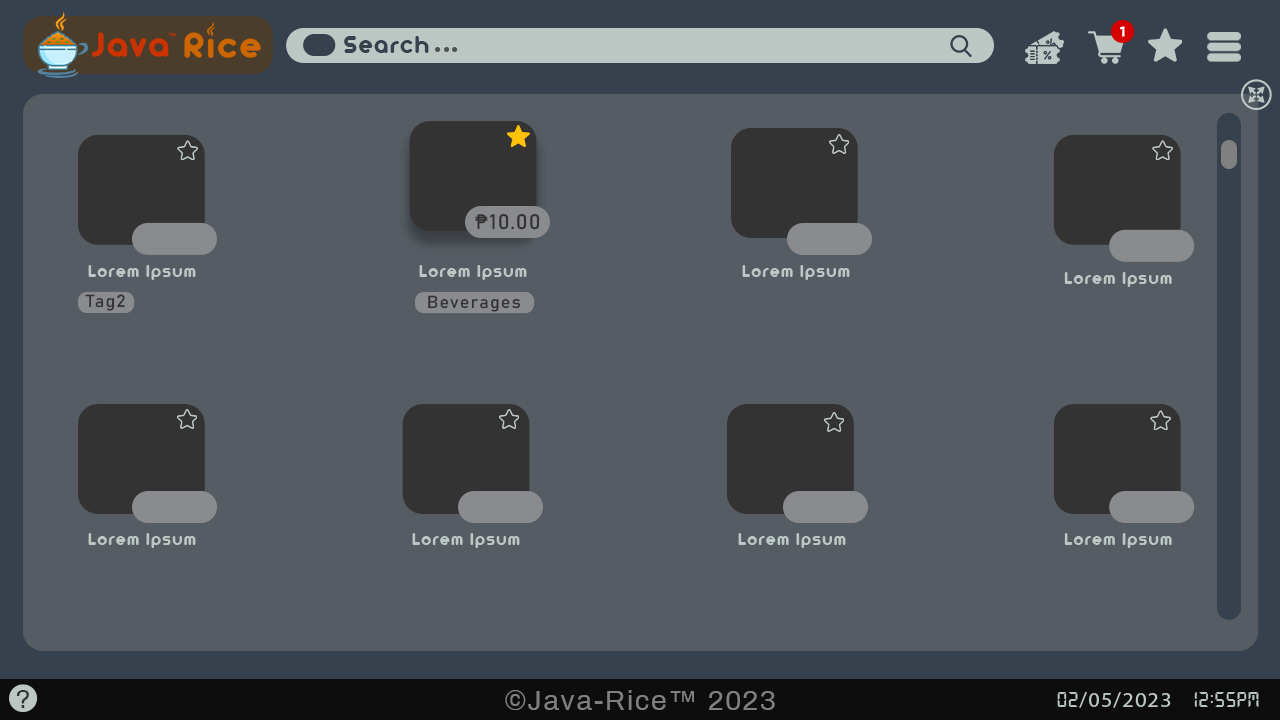 Java™ Rice
Search ...
%
%
1
₱10.00
Lorem Ipsum
Lorem Ipsum
Lorem Ipsum
Lorem Ipsum
Tag2
Beverages
Lorem Ipsum
Lorem Ipsum
Lorem Ipsum
Lorem Ipsum
?
©Java-Rice™ 2023
02/05/2023
12:55PM